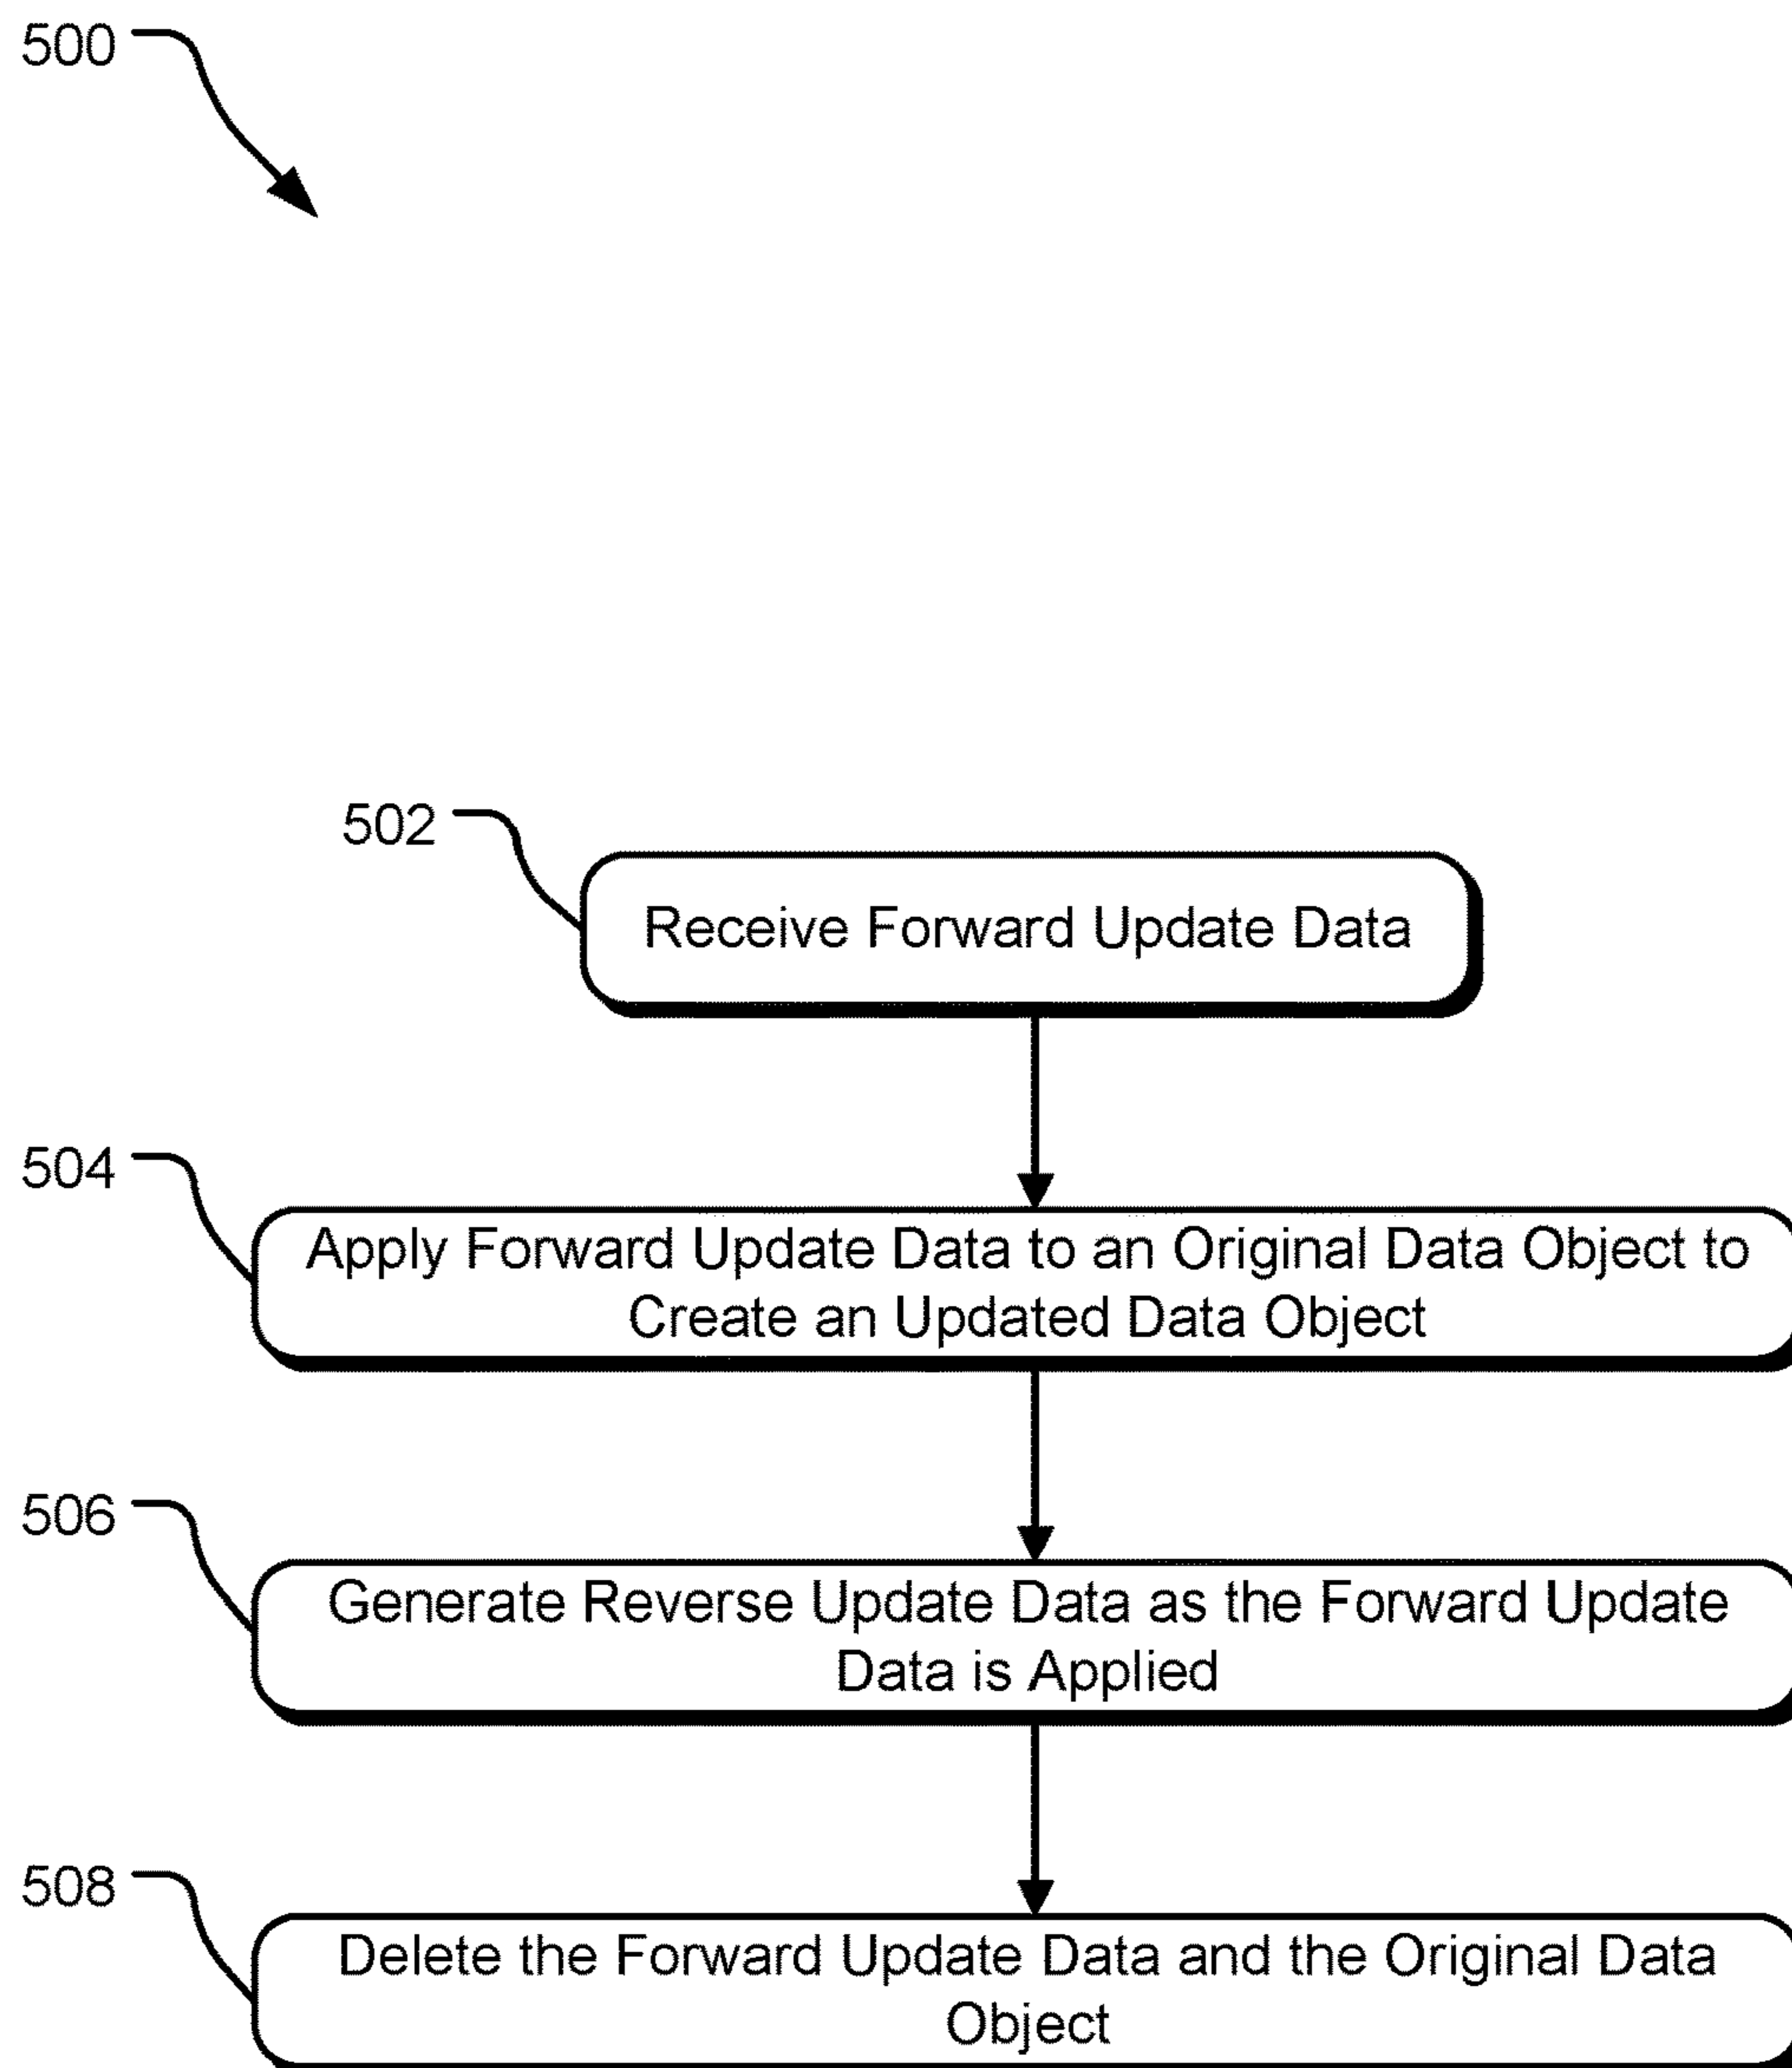 500
502
Receive Forward Update Data
504
Apply Forward Update Data to an Original Data Object to
Create an Updated Data Object
506
Generate Reverse Update Data as the Forward Update
Data is Applied
508
Delete the Forward Update Data and the Original Data
Object